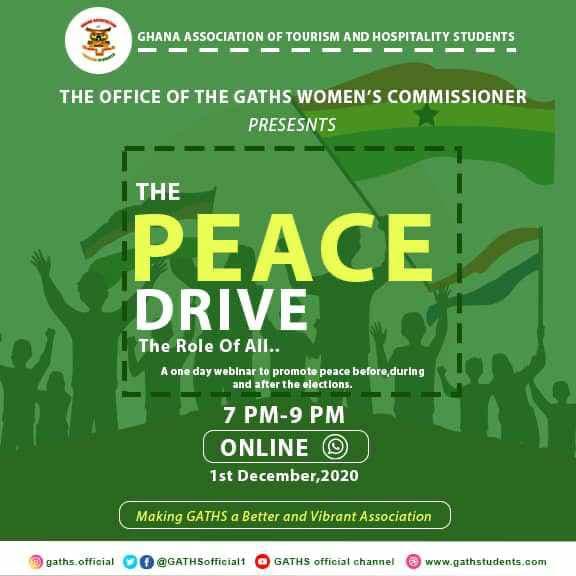 GHANA ASSOCIATION OF TOURISM AND HOSPITALITY STUDENTS
THE OFFICE OF THE GATHS WOMEN'S COMMISSIONER
PRESESNTS
THE
PEACE
DRIVE
The Role Of All..
A one day webinar to promote peace before,during
and after the elections.
7 PM-9 PM
ONLINE
1st December,2020
Making GATHS a Better and Vibrant Association
gaths.official @GATHSofficial1 GATHS official channel www.gathstudents.com